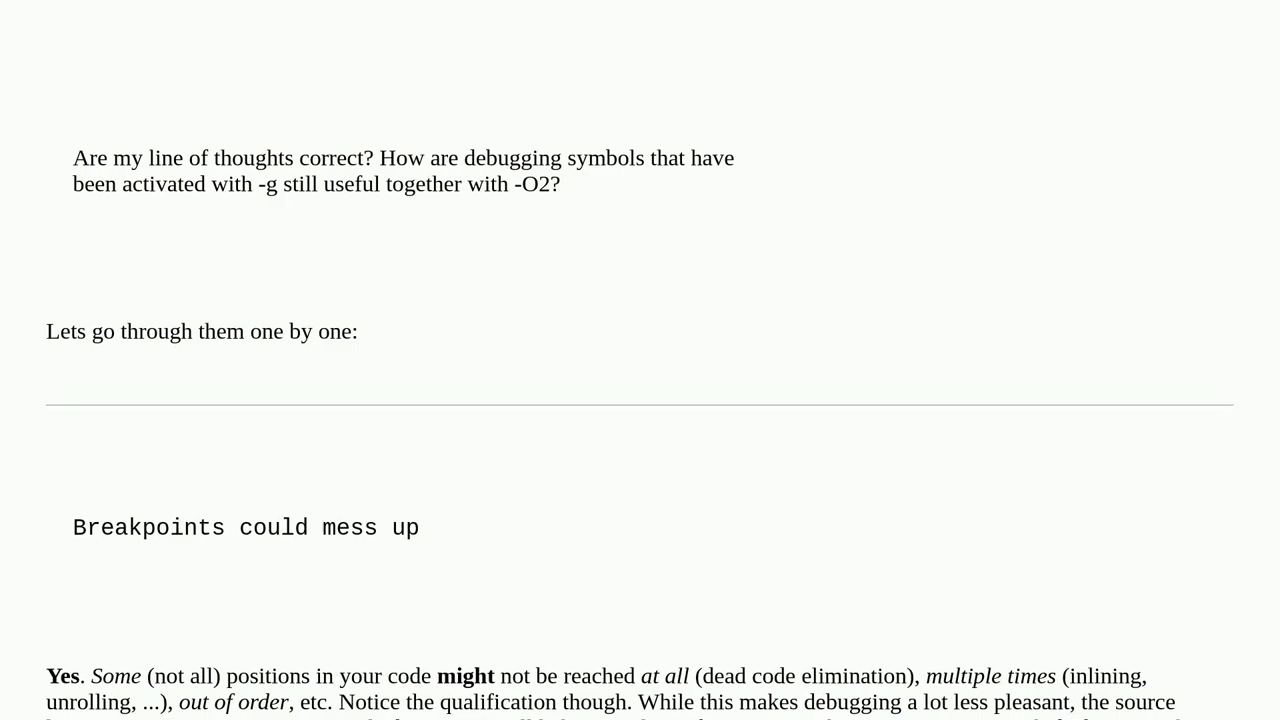 Are my line of thoughts correct? How are debugging symbols that have
been activated with -g still useful together with -O2?
Lets go through them one by one:
Breakpoints could mess up
Yes. Some (not all) positions in your code might not be reached at all (dead code elimination), multiple times (inlining,
unrolling, ...), out of order, etc. Notice the qualification though. While this makes debugging a lot less pleasant, the source